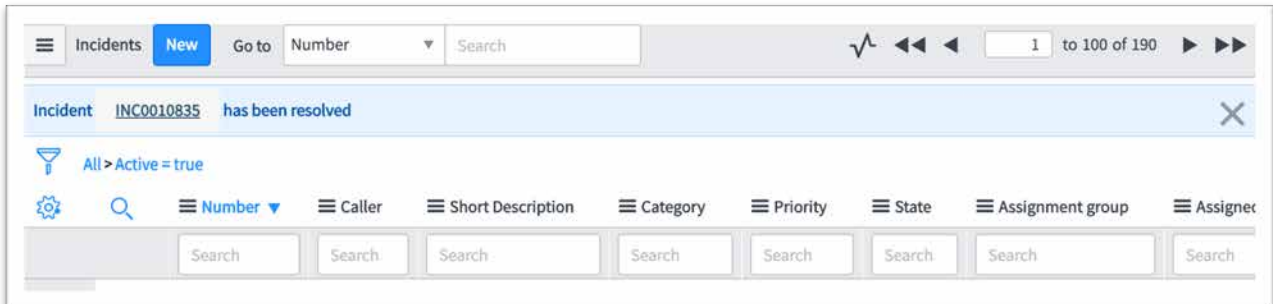 Incidents New Go to Number Search 1 to 100 of 190
Incident INC0010835 has been resolved
All > Active = true
Number Caller Short Description Category Priority State Assignment group Assigned
Search Search Search Search Search Search Search Search